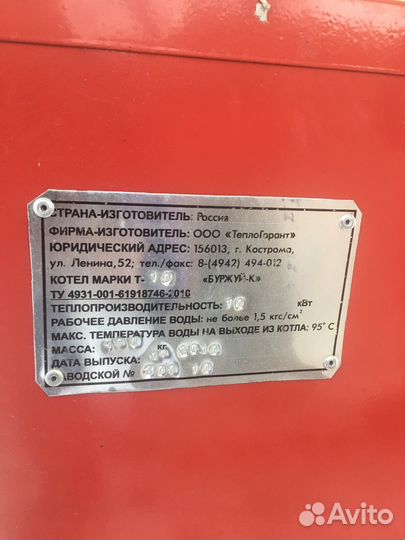 СТРАНА-ИЗГОТОВИТЕЛЬ: Россия
ФИРМА-ИЗГОТОВИТЕЛЬ: ООО «ТеплоГарант»
ЮРИДИЧЕСКИЙ АДРЕС: 156013, г. Кострома,
ул. Ленина,52; тел./факс: 8-(4942) 494-012
КОТЕЛ МАРКИ Т- 10 «БУРЖУЙ-К»
ТУ 4931-001-61918746-2010
ТЕПЛОПРОИЗВОДИТЕЛЬНОСТЬ: 10 кВт
РАБОЧЕЕ ДАВЛЕНИЕ ВОДЫ: не более 1,5 кгс/см²
МАКС. ТЕМПЕРАТУРА ВОДЫ НА ВЫХОДЕ ИЗ КОТЛА: 95°С
МАССА: кг.
ДАТА ВЫПУСКА:
ЗАВОДСКОЙ №
Avito